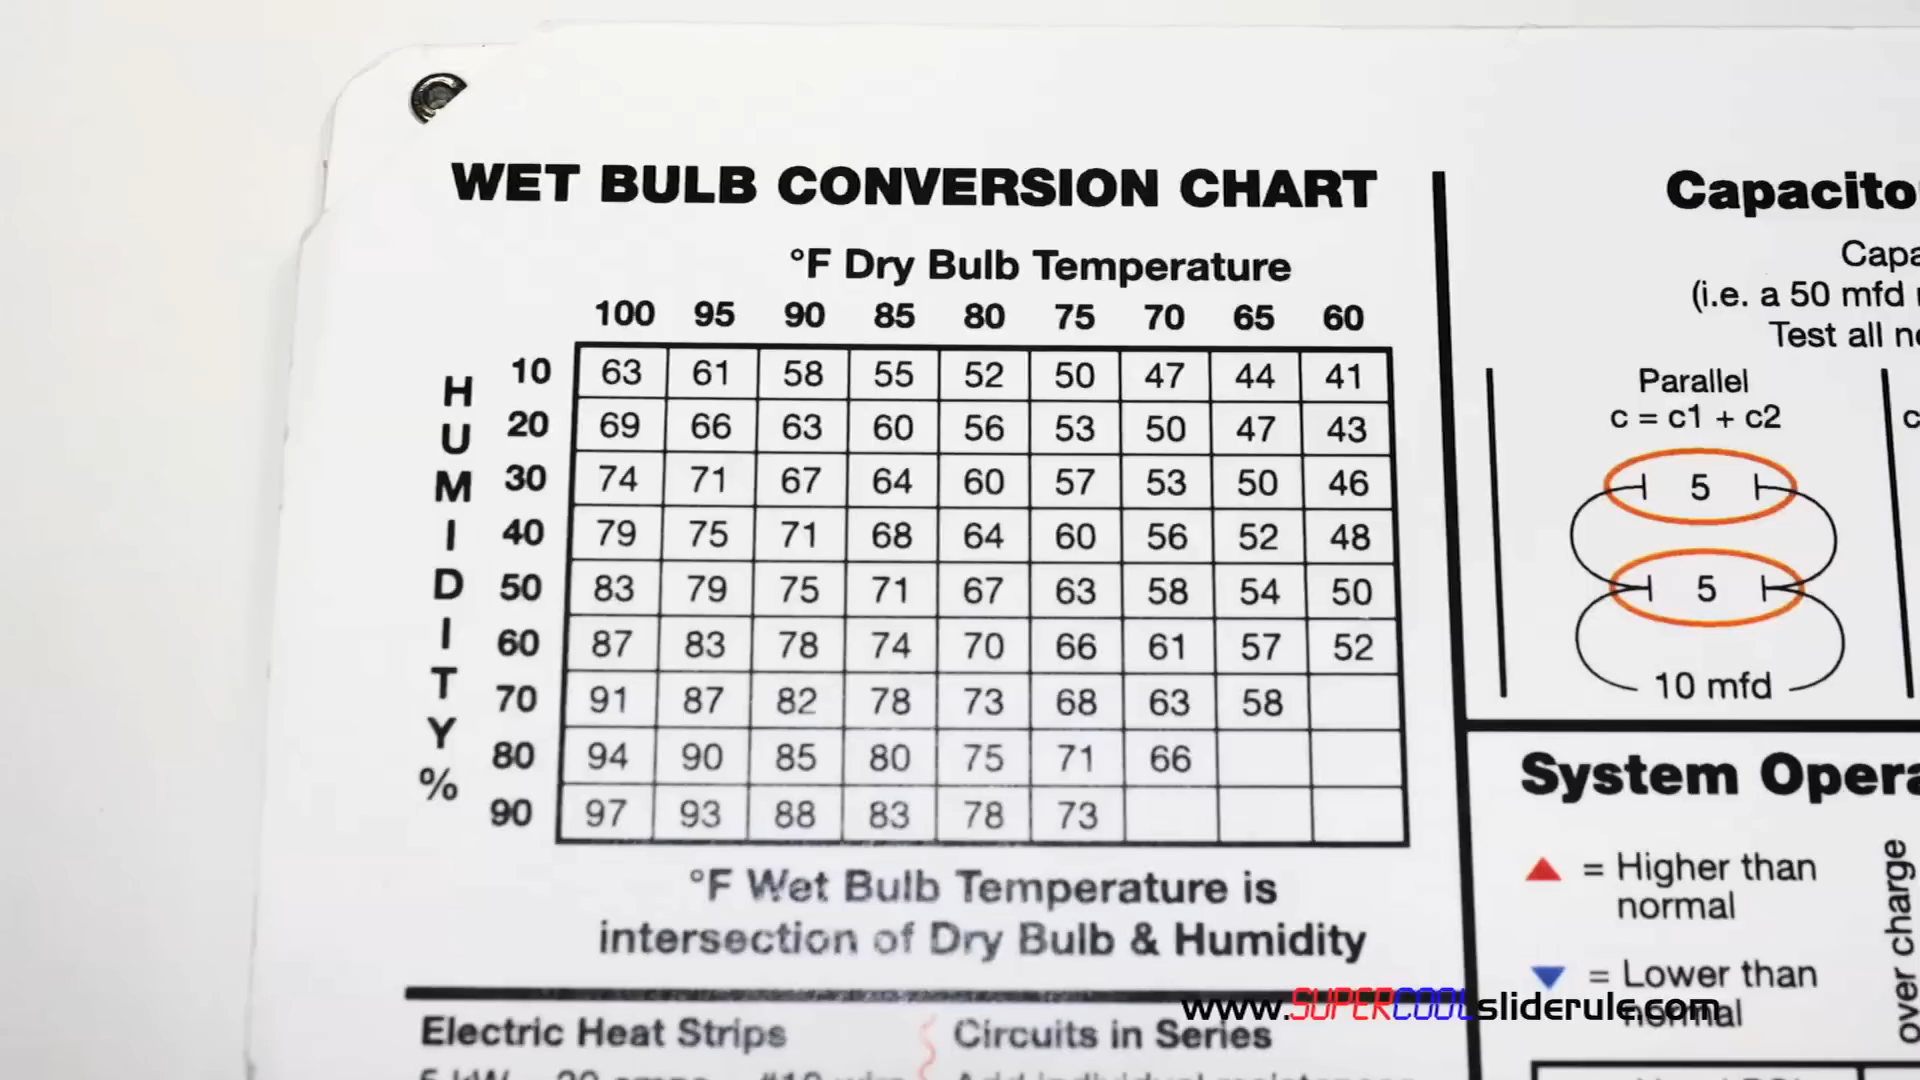 WET BULB CONVERSION CHART
°F Dry Bulb Temperature
100 95 90 85 80 75 70 65 60
HUMIDITY %
10 63 61 58 55 52 50 47 44 41
20 69 66 63 60 56 53 50 47 43
30 74 71 67 64 60 57 53 50 46
40 79 75 71 68 64 60 56 52 48
50 83 79 75 71 67 63 58 54 50
60 87 83 78 74 70 66 61 57 52
70 91 87 82 78 73 68 63 58
80 94 90 85 80 75 71 66
90 97 93 88 83 78 73
°F Wet Bulb Temperature is
intersection of Dry Bulb & Humidity
Electric Heat Strips
Circuits in Series
(i.e. a 50 mfd
Test all
Parallel
c = c1 + c2
5
5
10 mfd
System
= Higher than
normal
= Lower than
normal
over charge
www.SUPERCOOLsliderule.com